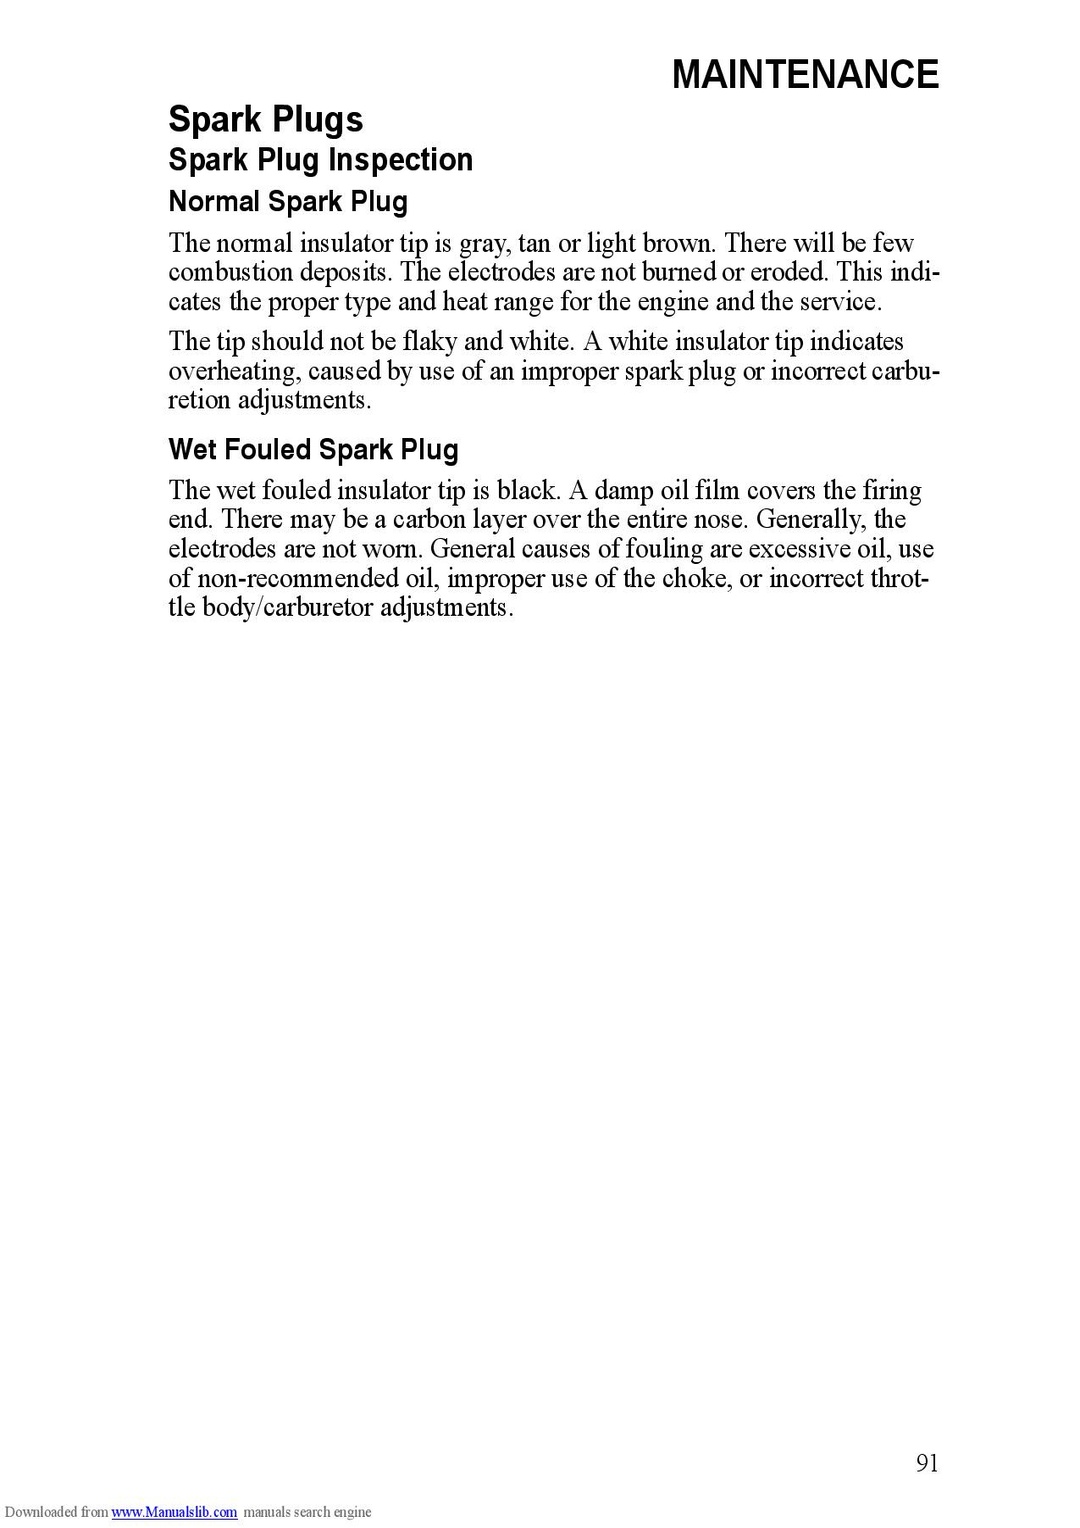 MAINTENANCE
Spark Plugs
Spark Plug Inspection
Normal Spark Plug
The normal insulator tip is gray, tan or light brown. There will be few
combustion deposits. The electrodes are not burned or eroded. This indi-
cates the proper type and heat range for the engine and the service.
The tip should not be flaky and white. A white insulator tip indicates
overheating, caused by use of an improper spark plug or incorrect carbu-
retion adjustments.
Wet Fouled Spark Plug
The wet fouled insulator tip is black. A damp oil film covers the firing
end. There may be a carbon layer over the entire nose. Generally, the
electrodes are not worn. General causes of fouling are excessive oil, use
of non-recommended oil, improper use of the choke, or incorrect throt-
tle body/carburetor adjustments.
91
Downloaded from www.Manualslib.com manuals search engine